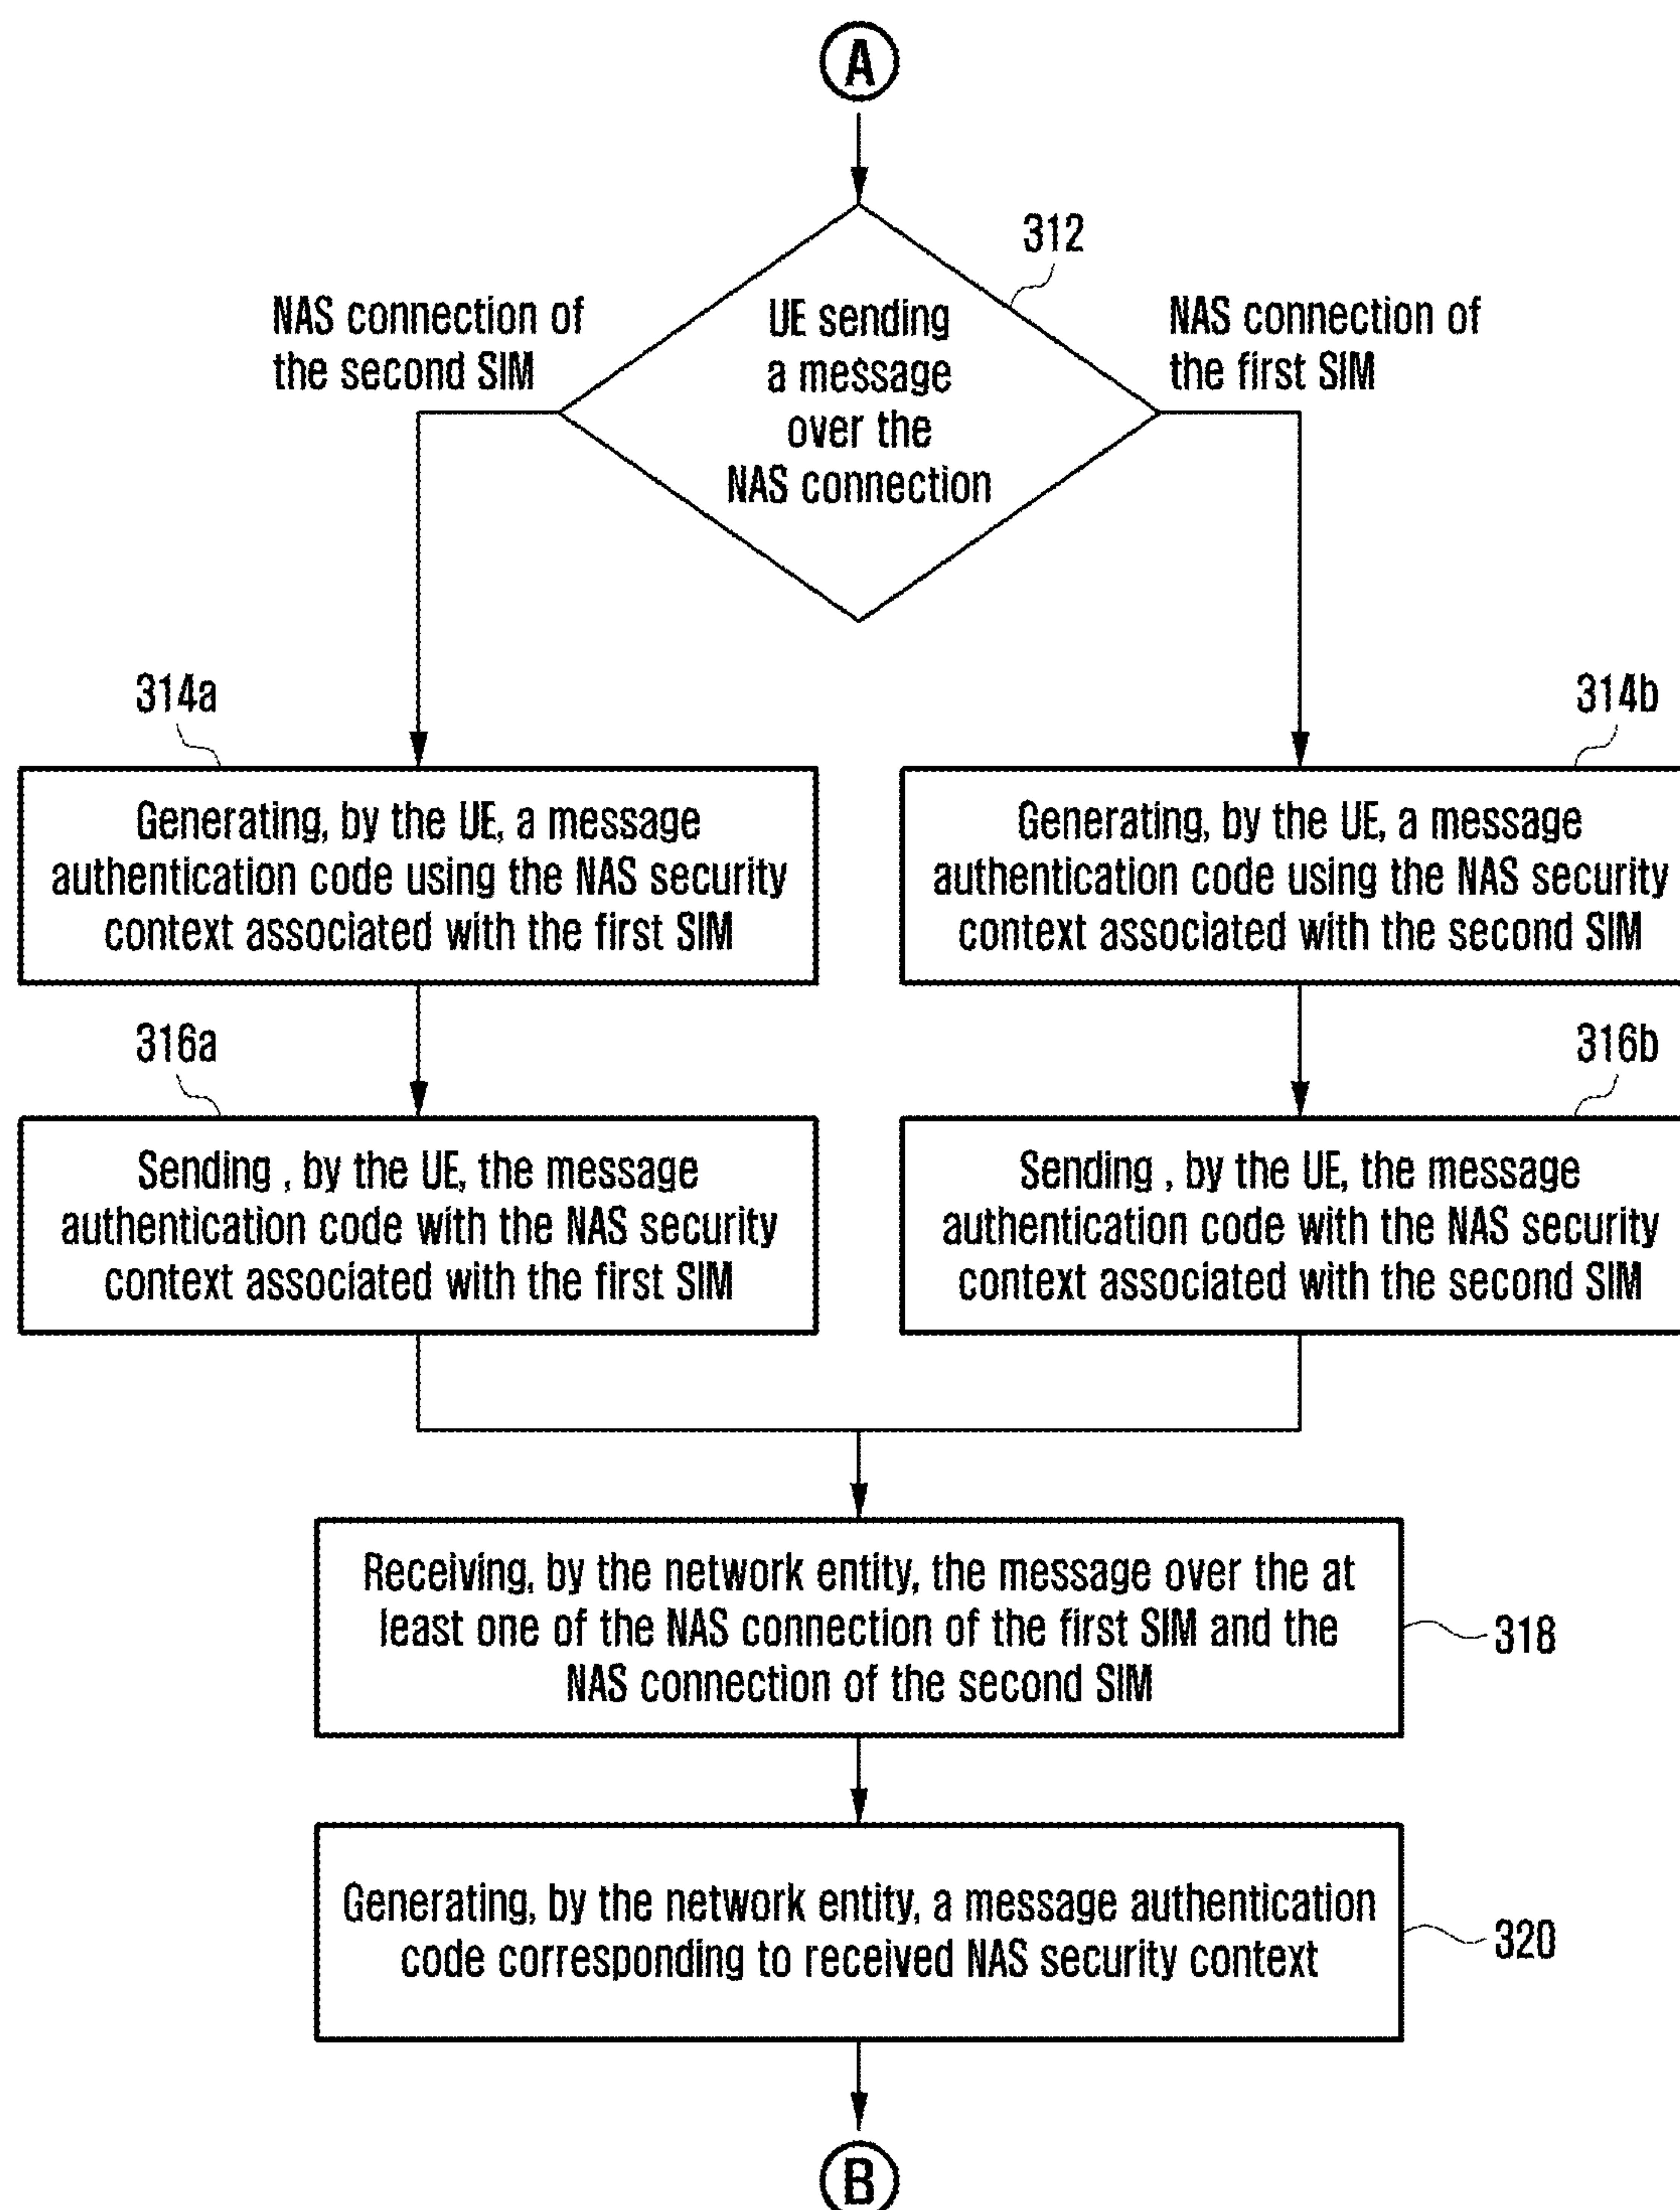 A
312
NAS connection of
the second SIM
UE sending
a message
over the
NAS connection
NAS connection of
the first SIM
314a
Generating, by the UE, a message
authentication code using the NAS security
context associated with the first SIM
314b
Generating, by the UE, a message
authentication code using the NAS security
context associated with the second SIM
316a
Sending , by the UE, the message
authentication code with the NAS security
context associated with the first SIM
316b
Sending , by the UE, the message
authentication code with the NAS security
context associated with the second SIM
Receiving, by the network entity, the message over the at
least one of the NAS connection of the first SIM and the
NAS connection of the second SIM
318
Generating, by the network entity, a message authentication
code corresponding to received NAS security context
320
B